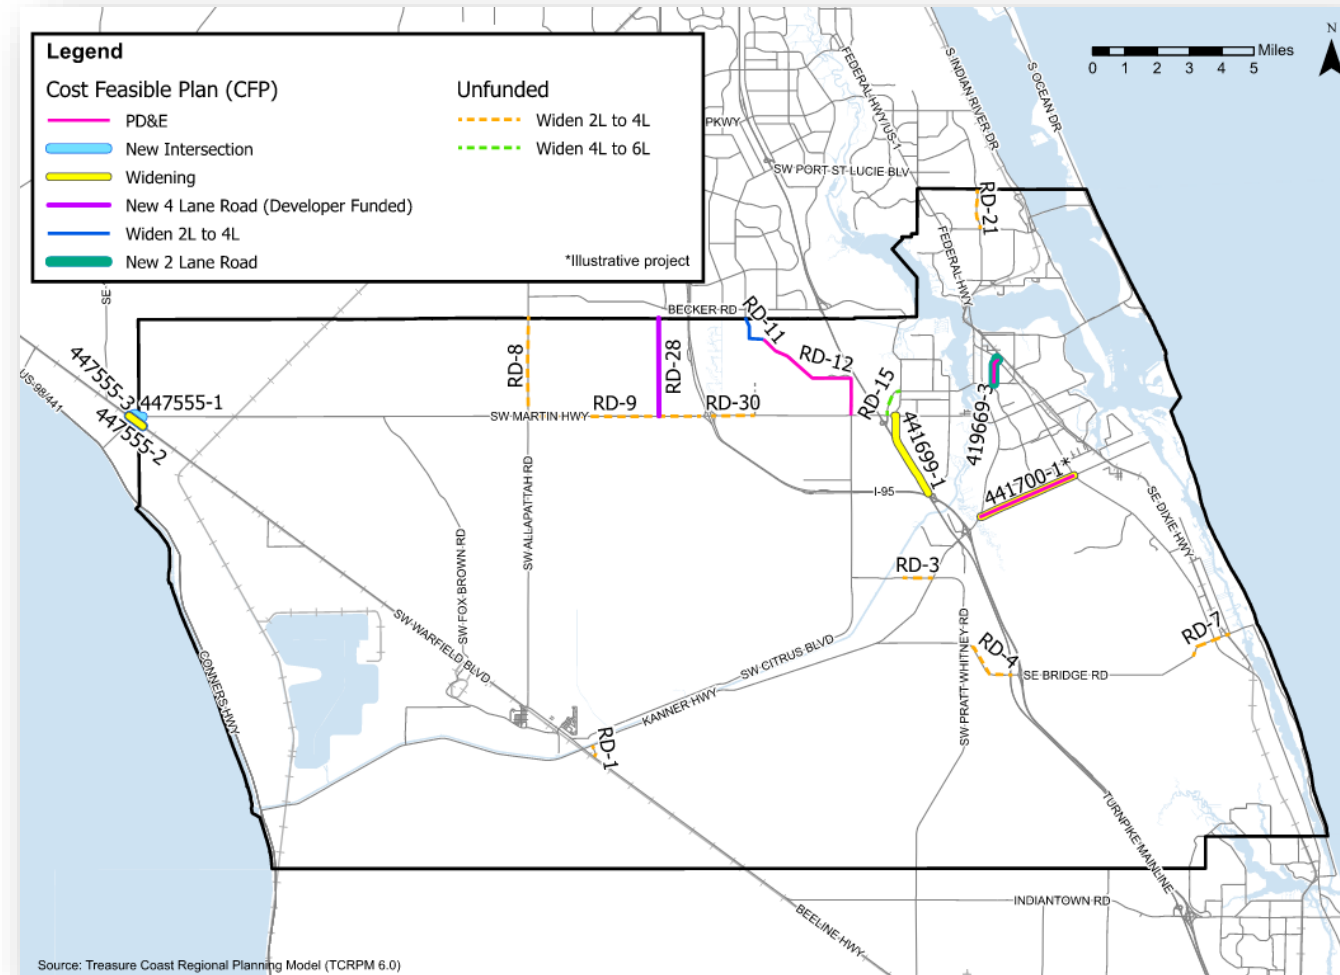 Legend
Cost Feasible Plan (CFP)
PD&E
New Intersection
Widening
New 4 Lane Road (Developer Funded)
Widen 2L to 4L
New 2 Lane Road
Unfunded
Widen 2L to 4L
Widen 4L to 6L
*Illustrative project
Miles
0 1 2 3 4 5
N
PKWY
FEDERAL HWY/US-1
S INDIAN RIVER DR
S OCEAN DR
SW PORT ST LUCIE BLV
RD-21
FEDERAL HWY
SE
BECKER RD
RD-11
RD-12
RD-8
RD-28
RD-15
US-98/441
447555-3
447555-1
447555-2
SW MARTIN HWY
RD-9
RD-30
419669-3
441699-1
441700-1*
I-95
SE DIXIE HWY
SW ALLAPATTAH RD
SW FOX BROWN RD
RD-3
SW WARFIELD BLVD
SW CITRUS BLVD
KANNER HWY
SW PRATT WHITNEY RD
RD-4
RD-7
SE BRIDGE RD
CONNERS HWY
RD-1
TURNPIKE MAINLINE
BEELINE HWY
INDIANTOWN RD
Source: Treasure Coast Regional Planning Model (TCRPM 6.0)